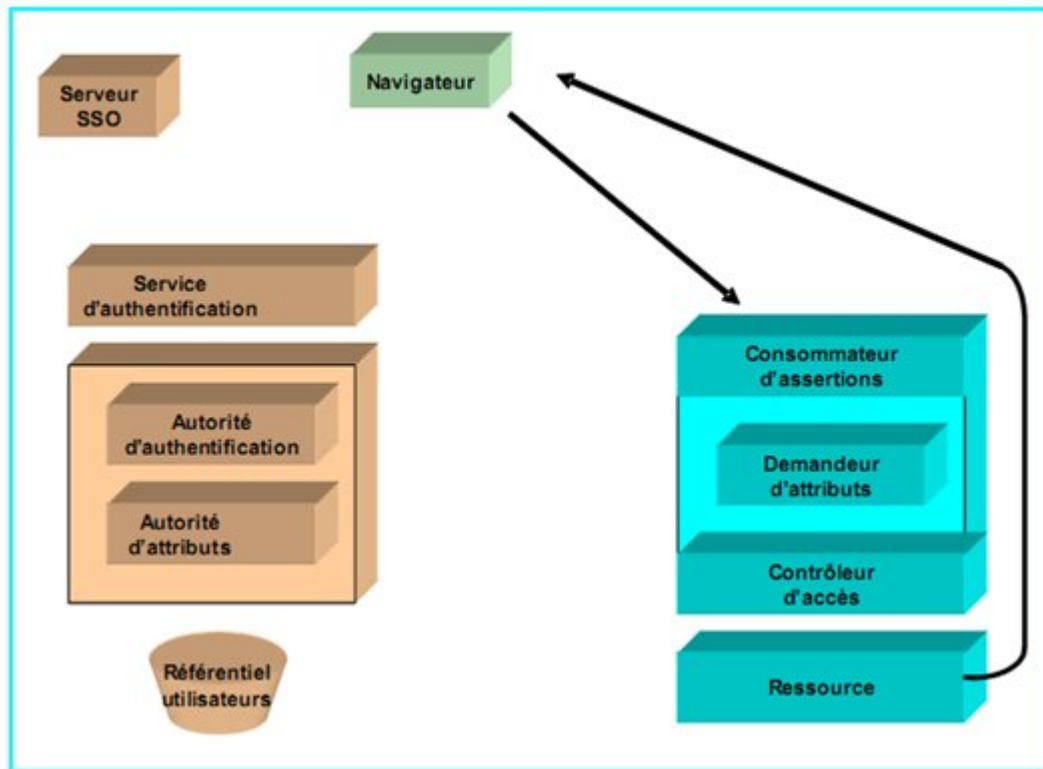 Serveur
SSO
Navigateur
Service
d'authentification
Autorité
d'authentification
Autorité
d'attributs
Référentiel
utilisateurs
Consommateur
d'assertions
Demandeur
d'attributs
Contrôleur
d'accès
Ressource